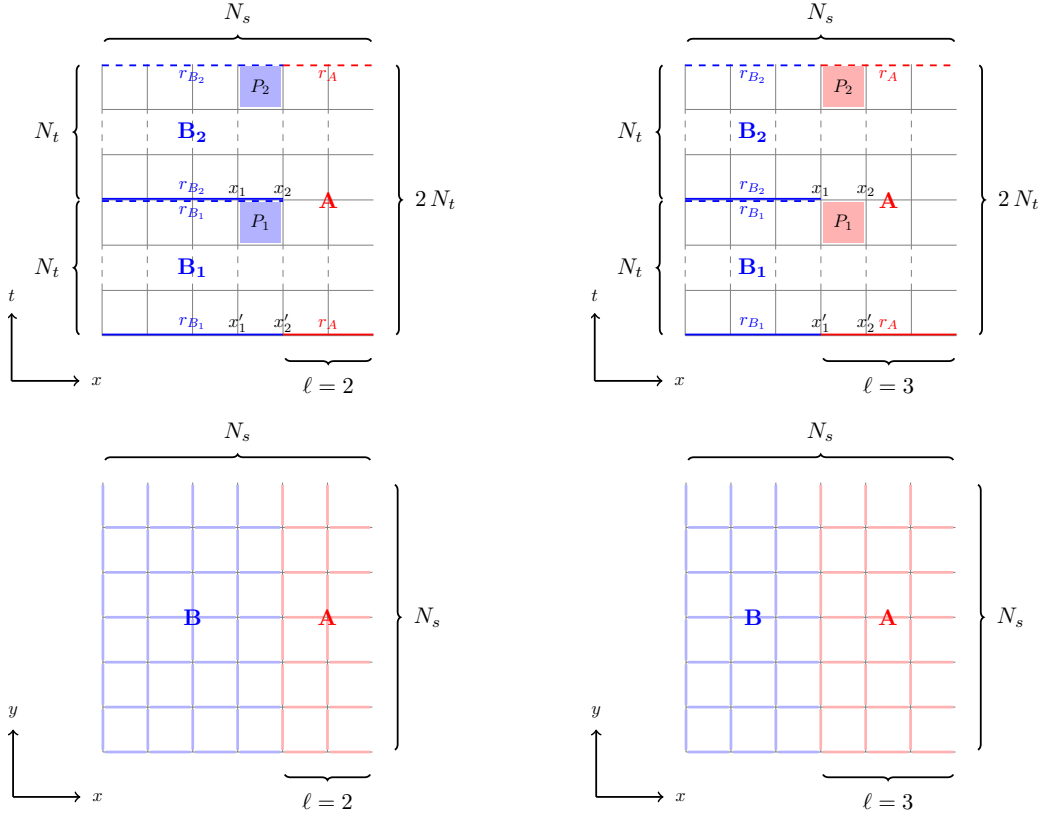 N_s N_s
r_{B_2} r_A r_{B_2} r_A
P_2 P_2
N_t B_2 N_t B_2
r_{B_2} x_1 x_2 r_{B_2} x_1 x_2
A 2 N_t A 2 N_t
r_{B_1} P_1 r_{B_1} P_1
N_t B_1 N_t B_1
t t
r_{B_1} x'_1 x'_2 r_A r_{B_1} x'_1 x'_2 r_A
x x
ℓ = 2 ℓ = 3
N_s N_s
B A N_s B A N_s
y y
x x
ℓ = 2 ℓ = 3